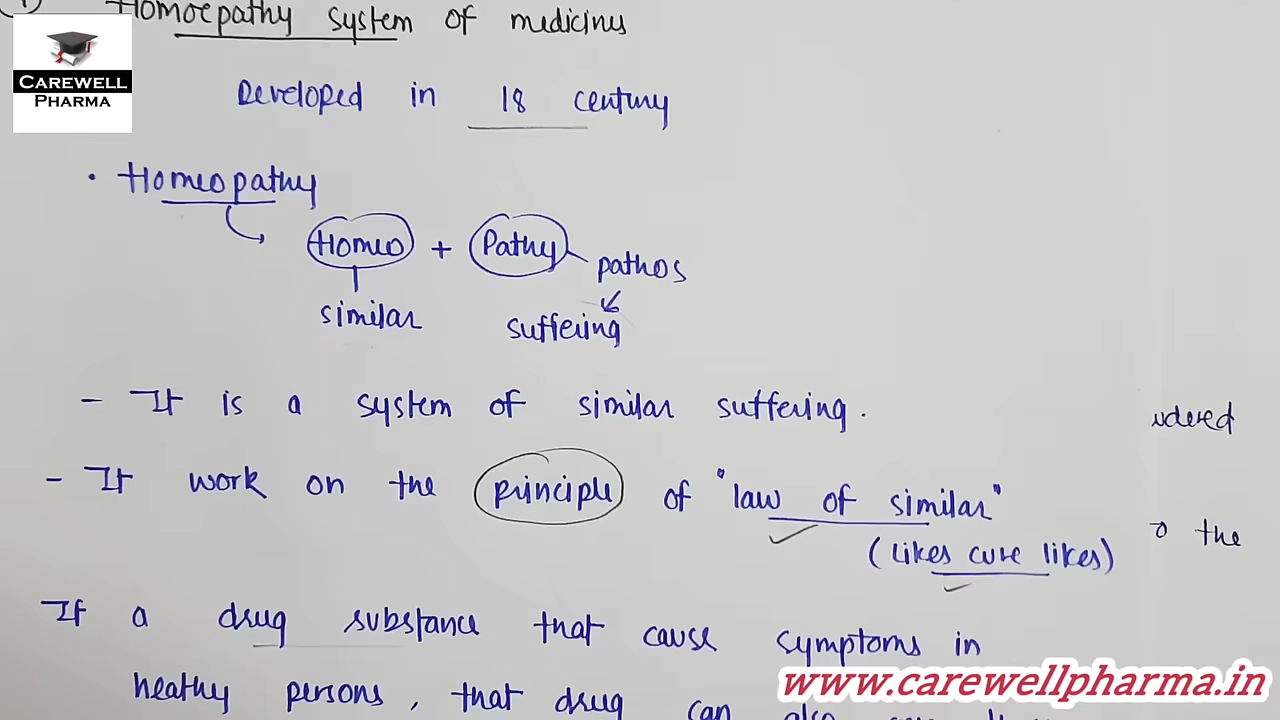 Homoepathy system of medicines
CAREWELL
PHARMA
Developed in 18 century
• Homeopathy
Homeo + Pathy
pathos
similar
suffering
- It is a system of similar suffering.
- It work on the principle of "law of similar"
(likes cure likes)
the
If a drug substance that cause symptoms in
heathy persons, that drug can also
www.carewellpharma.in